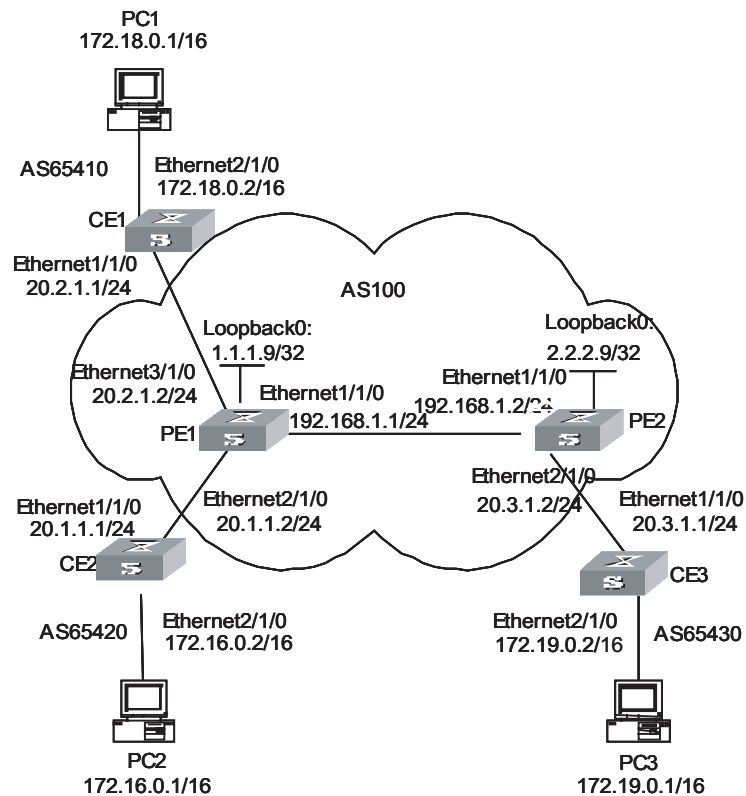 PC1
172.18.0.1/16
AS65410
Ethernet2/1/0
172.18.0.2/16
CE1
Ethernet1/1/0
20.2.1.1/24
AS100
Loopback0:
1.1.1.9/32
Loopback0:
2.2.2.9/32
Ethernet3/1/0
20.2.1.2/24
Ethernet1/1/0
192.168.1.1/24
Ethernet1/1/0
192.168.1.2/24
PE1
PE2
Ethernet2/1/0
20.1.1.2/24
Ethernet2/1/0
20.3.1.2/24
Ethernet1/1/0
20.1.1.1/24
Ethernet1/1/0
20.3.1.1/24
CE2
CE3
AS65420
Ethernet2/1/0
172.16.0.2/16
Ethernet2/1/0
172.19.0.2/16
AS65430
PC2
172.16.0.1/16
PC3
172.19.0.1/16